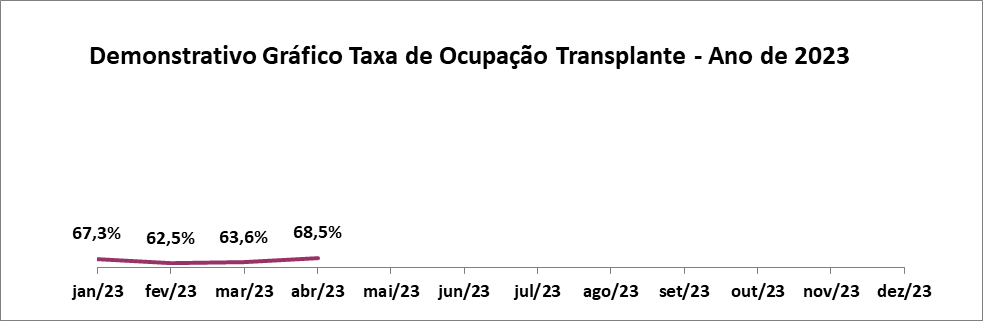 Demonstrativo Gráfico Taxa de Ocupação Transplante - Ano de 2023
67,3% 62,5% 63,6% 68,5%
jan/23 fev/23 mar/23 abr/23 mai/23 jun/23 jul/23 ago/23 set/23 out/23 nov/23 dez/23